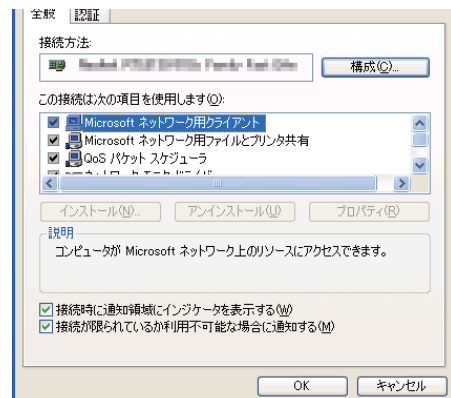 全般 認証
接続方法:
構成(C)...
この接続は次の項目を使用します(O):
Microsoft ネットワーク用クライアント
Microsoft ネットワーク用ファイルとプリンタ共有
QoS パケット スケジューラ
インストール(N)... アンインストール(U) プロパティ(R)
説明
コンピュータが Microsoft ネットワーク上のリソースにアクセスできます。
接続時に通知領域にインジケータを表示する(W)
接続が限られているか利用不可能な場合に通知する(M)
OK キャンセル